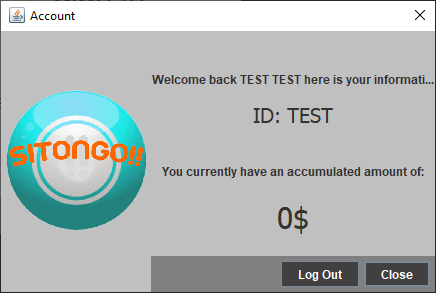 Account
Welcome back TEST TEST here is your informati...
ID: TEST
SITONGO!!
You currently have an accumulated amount of:
0$
Log Out
Close